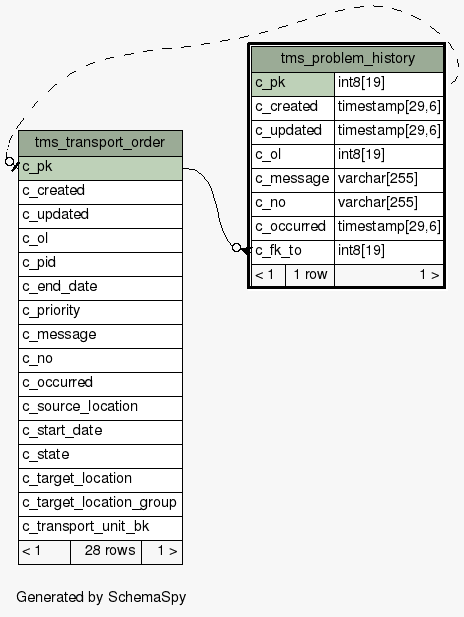 tms_problem_history
c_pk int8[19]
c_created timestamp[29,6]
c_updated timestamp[29,6]
c_ol int8[19]
c_message varchar[255]
c_no varchar[255]
c_occurred timestamp[29,6]
c_fk_to int8[19]
< 1 1 row 1 >
tms_transport_order
c_pk
c_created
c_updated
c_ol
c_pid
c_end_date
c_priority
c_message
c_no
c_occurred
c_source_location
c_start_date
c_state
c_target_location
c_target_location_group
c_transport_unit_bk
< 1 28 rows 1 >
Generated by SchemaSpy